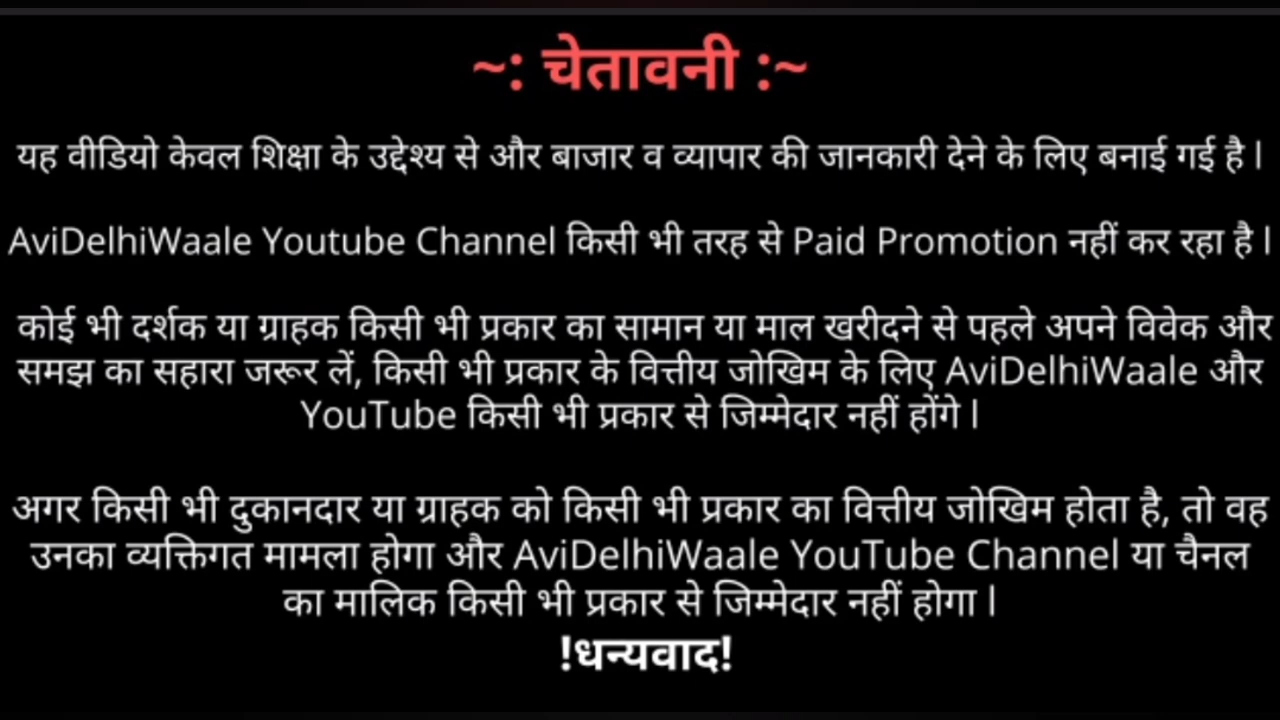 ~: चेतावनी :~
यह वीडियो केवल शिक्षा के उद्देश्य से और बाजार व व्यापार की जानकारी देने के लिए बनाई गई है l
AviDelhiWaale Youtube Channel किसी भी तरह से Paid Promotion नहीं कर रहा है l
कोई भी दर्शक या ग्राहक किसी भी प्रकार का सामान या माल खरीदने से पहले अपने विवेक और
समझ का सहारा जरूर लें, किसी भी प्रकार के वित्तीय जोखिम के लिए AviDelhiWaale और
YouTube किसी भी प्रकार से जिम्मेदार नहीं होंगे l
अगर किसी भी दुकानदार या ग्राहक को किसी भी प्रकार का वित्तीय जोखिम होता है, तो वह
उनका व्यक्तिगत मामला होगा और AviDelhiWaale YouTube Channel या चैनल
का मालिक किसी भी प्रकार से जिम्मेदार नहीं होगा l
!धन्यवाद!